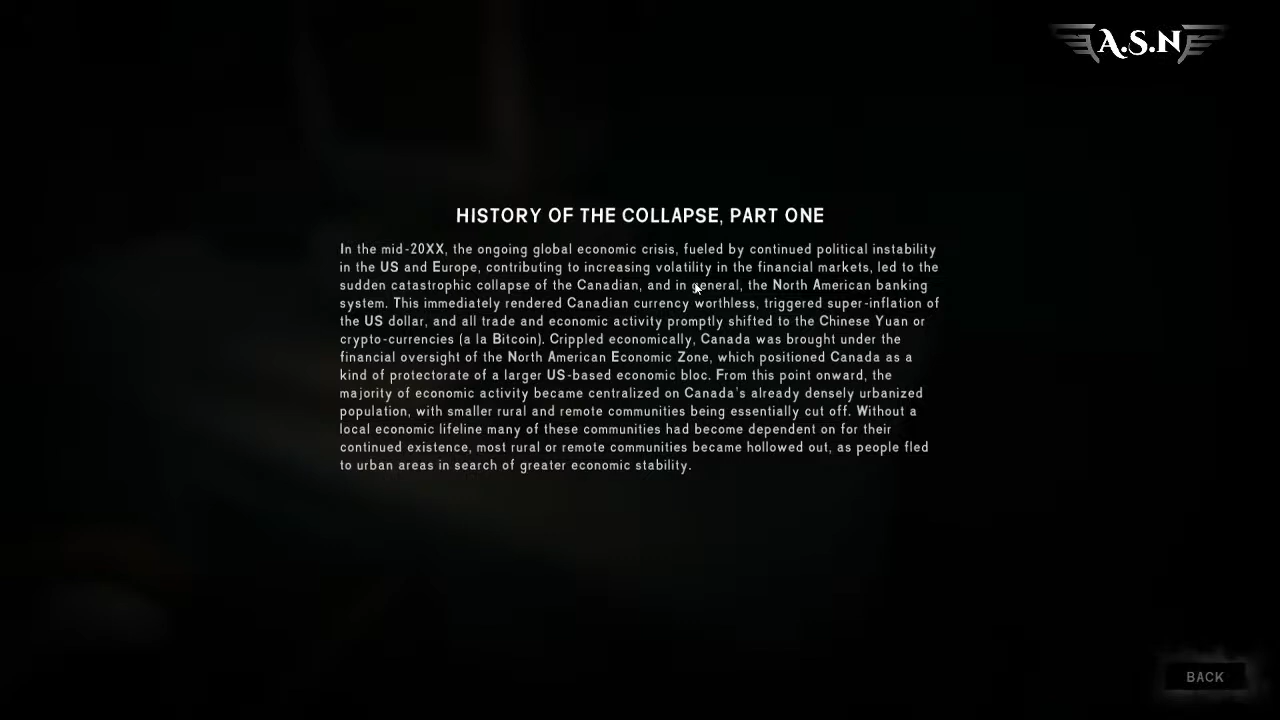 A.S.N
HISTORY OF THE COLLAPSE, PART ONE
In the mid-20XX, the ongoing global economic crisis, fueled by continued political instability
in the US and Europe, contributing to increasing volatility in the financial markets, led to the
sudden catastrophic collapse of the Canadian, and in general, the North American banking
system. This immediately rendered Canadian currency worthless, triggered super-inflation of
the US dollar, and all trade and economic activity promptly shifted to the Chinese Yuan or
crypto-currencies (a la Bitcoin). Crippled economically, Canada was brought under the
financial oversight of the North American Economic Zone, which positioned Canada as a
kind of protectorate of a larger US-based economic bloc. From this point onward, the
majority of economic activity became centralized on Canada's already densely urbanized
population, with smaller rural and remote communities being essentially cut off. Without a
local economic lifeline many of these communities had become dependent on for their
continued existence, most rural or remote communities became hollowed out, as people fled
to urban areas in search of greater economic stability.
BACK